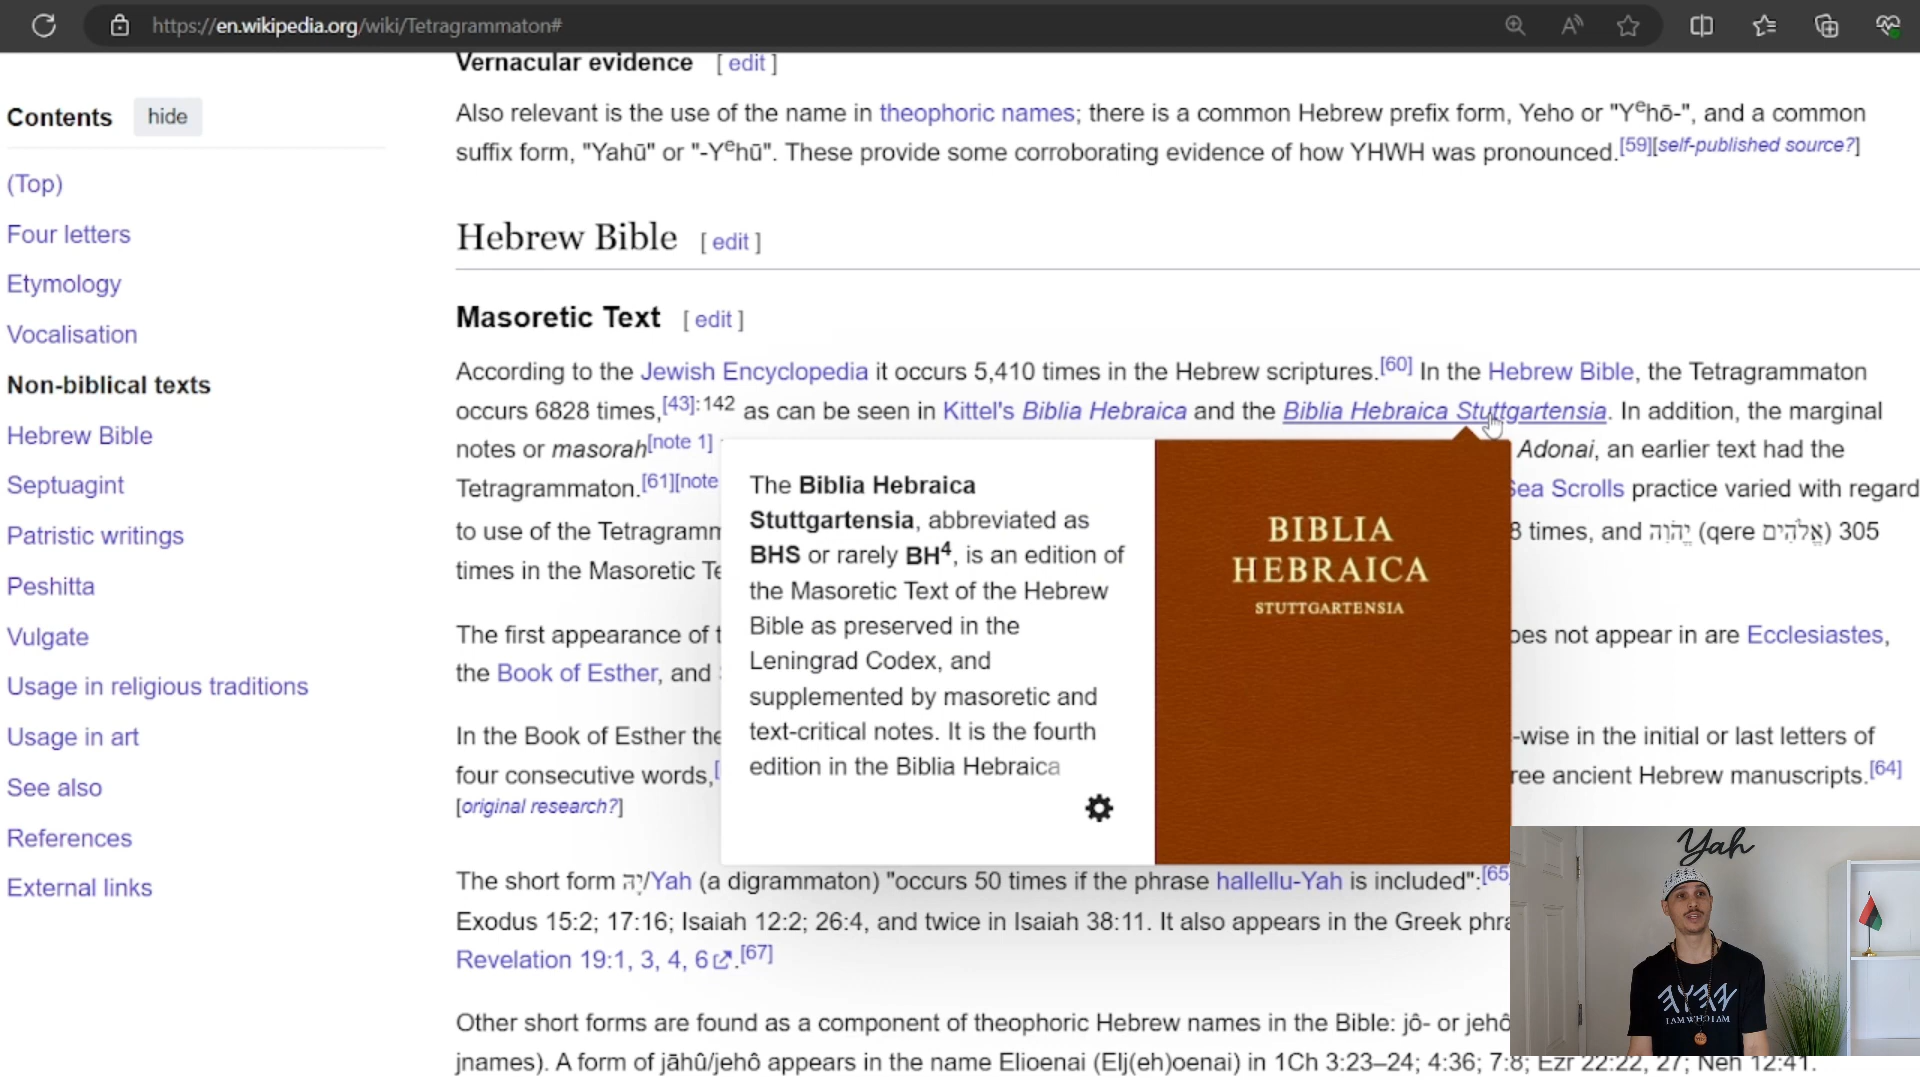 https://en.wikipedia.org/wiki/Tetragrammaton#
Contents hide
(Top)
Four letters
Etymology
Vocalisation
Non-biblical texts
Hebrew Bible
Septuagint
Patristic writings
Peshitta
Vulgate
Usage in religious traditions
Usage in art
See also
References
External links
Vernacular evidence [ edit ]
Also relevant is the use of the name in theophoric names; there is a common Hebrew prefix form, Yeho or "Yᵉhō-", and a common
suffix form, "Yahū" or "-Yᵉhū". These provide some corroborating evidence of how YHWH was pronounced.[59][self-published source?]
Hebrew Bible [ edit ]
Masoretic Text [ edit ]
According to the Jewish Encyclopedia it occurs 5,410 times in the Hebrew scriptures.[60] In the Hebrew Bible, the Tetragrammaton
occurs 6828 times,[43]:142 as can be seen in Kittel's Biblia Hebraica and the Biblia Hebraica Stuttgartensia. In addition, the marginal
notes or masorah[note 1] Adonai, an earlier text had the
Tetragrammaton.[61][note Sea Scrolls practice varied with regard
to use of the Tetragramm 8 times, and יֱהֹוִה (qere אֱלֹהִים) 305
times in the Masoretic Te
The first appearance of t oes not appear in are Ecclesiastes,
the Book of Esther, and
In the Book of Esther the -wise in the initial or last letters of
four consecutive words,[ ree ancient Hebrew manuscripts.[64]
[original research?]
The short form יָהּ/Yah (a digrammaton) "occurs 50 times if the phrase hallellu-Yah is included":[65]
Exodus 15:2; 17:16; Isaiah 12:2; 26:4, and twice in Isaiah 38:11. It also appears in the Greek phra
Revelation 19:1, 3, 4, 6.[67]
Other short forms are found as a component of theophoric Hebrew names in the Bible: jô- or jehô
jnames). A form of jāhû/jehô appears in the name Elioenai (Elj(eh)oenai) in 1Ch 3:23–24; 4:36; 7:8; Ezr 22:22, 27; Neh 12:41.
The Biblia Hebraica
Stuttgartensia, abbreviated as
BHS or rarely BH⁴, is an edition of
the Masoretic Text of the Hebrew
Bible as preserved in the
Leningrad Codex, and
supplemented by masoretic and
text-critical notes. It is the fourth
edition in the Biblia Hebraica
BIBLIA
HEBRAICA
STUTTGARTENSIA
Yah
𐤉𐤄𐤅𐤄
I AM WHO I AM